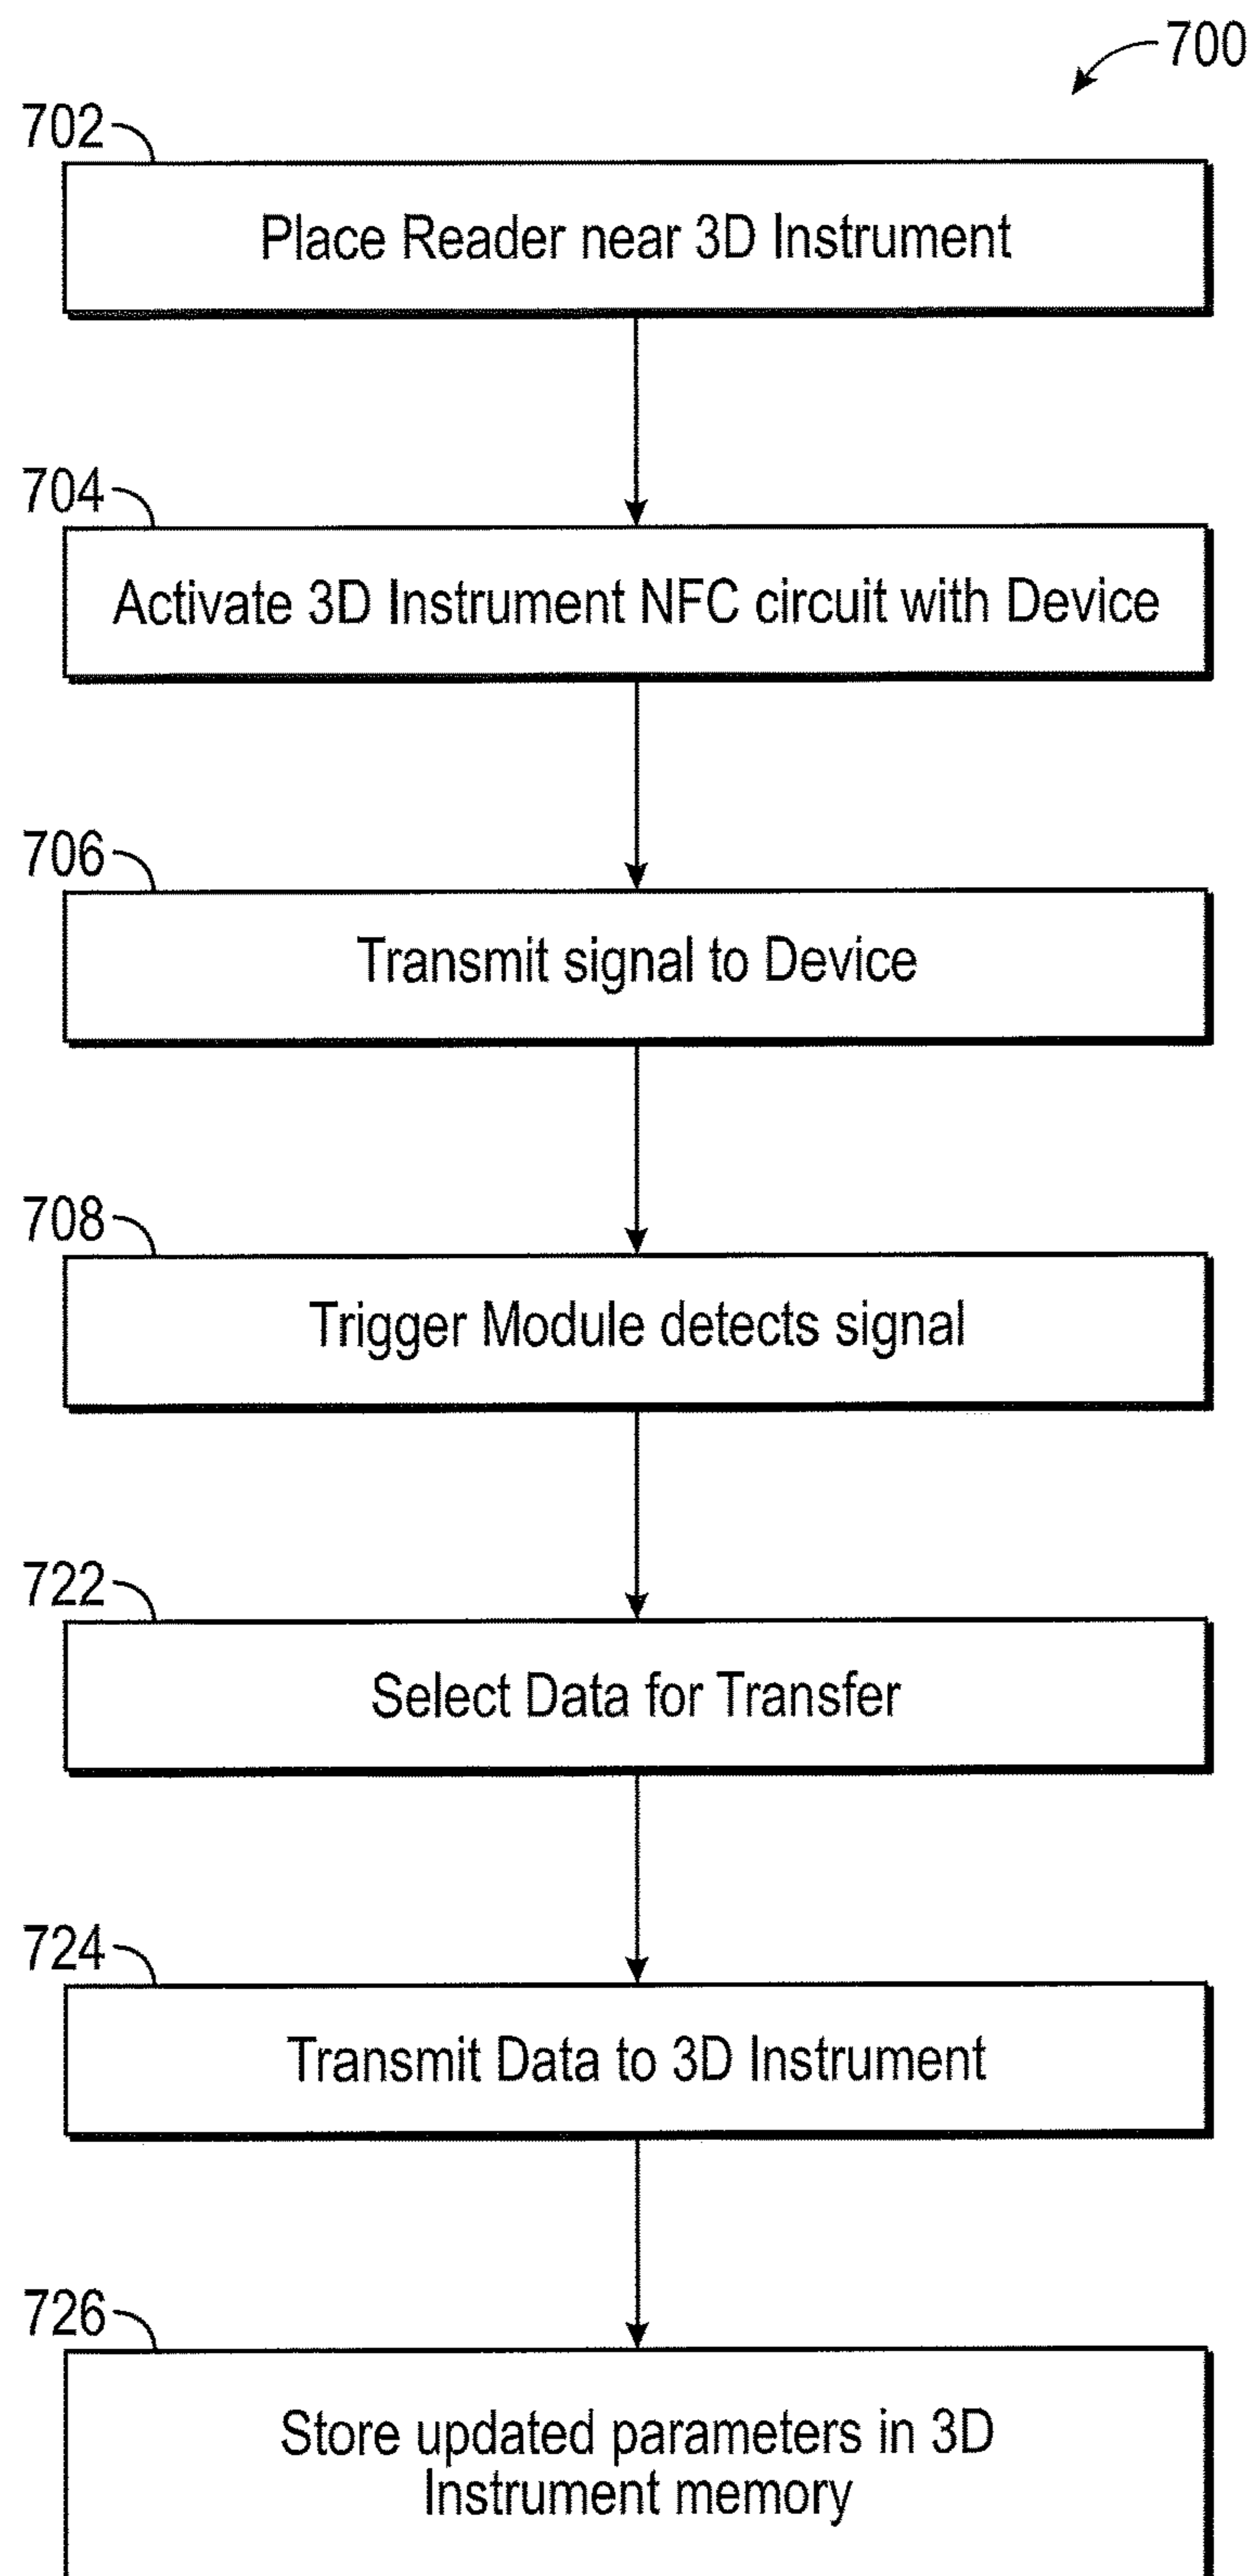 700
702
Place Reader near 3D Instrument
704
Activate 3D Instrument NFC circuit with Device
706
Transmit signal to Device
708
Trigger Module detects signal
722
Select Data for Transfer
724
Transmit Data to 3D Instrument
726
Store updated parameters in 3D
Instrument memory